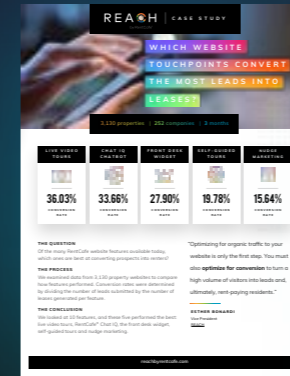 REACH | CASE STUDY
WHICH WEBSITE
TOUCHPOINTS CONVERT
THE MOST LEADS INTO
LEASES?
3,130 properties | 252 companies | 3 months
LIVE VIDEO TOURS
36.03%
CONVERSION RATE
CHAT IQ CHATBOT
33.66%
CONVERSION RATE
FRONT DESK WIDGET
27.90%
CONVERSION RATE
SELF-GUIDED TOURS
19.78%
CONVERSION RATE
NUDGE MARKETING
15.64%
CONVERSION RATE
THE QUESTION
Of the many RentCafe website features available today,
which ones are best at converting prospects into renters?
THE PROCESS
We examined data from 3,130 property websites to compare
how features performed. Conversion rates were determined
by dividing the number of leads submitted by the number of
leases generated per feature.
THE CONCLUSION
We looked at 10 features, and these five performed the best:
live video tours, RentCafe® Chat IQ, the front desk widget,
self-guided tours and nudge marketing.
"Optimizing for organic traffic to your
website is only the first step. You must
also optimize for conversion to turn a
high volume of visitors into leads and,
ultimately, rent-paying residents."
ESTHER BONARDI
Vice President
REACH
reachbyrentcafe.com